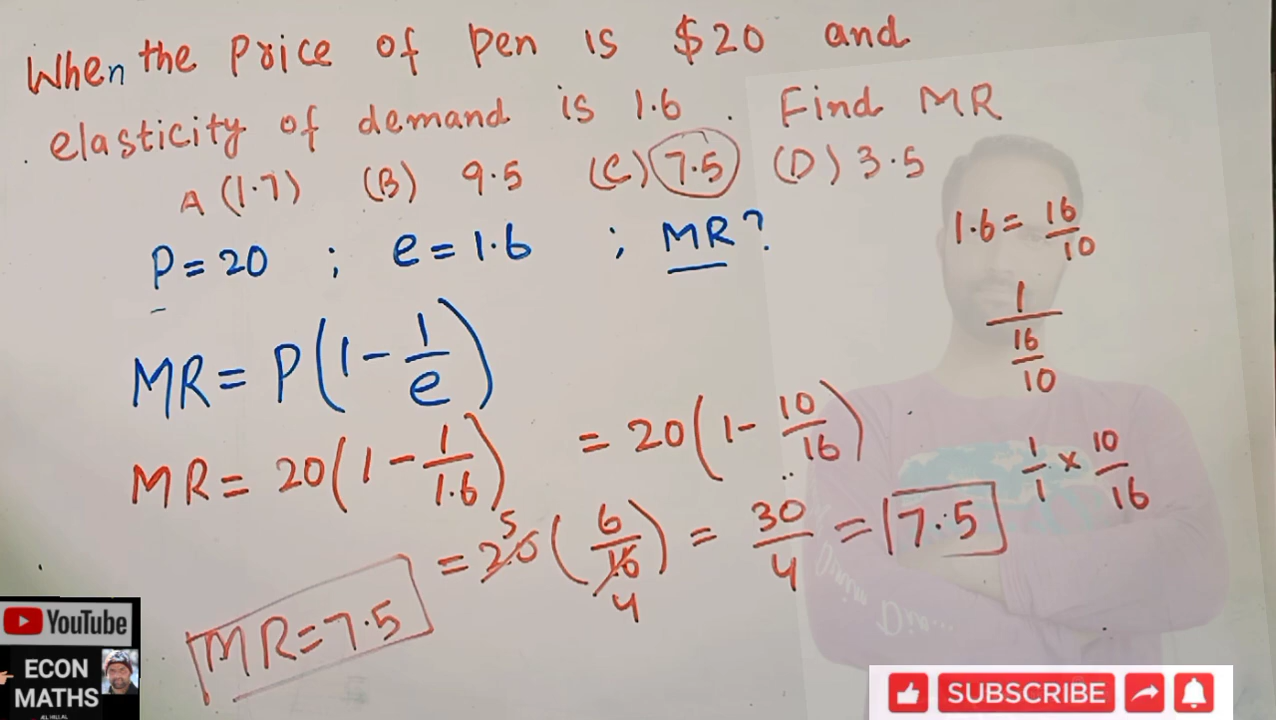 When the Price of Pen is $20 and
elasticity of demand is 1.6 . Find MR
A (1.7) (B) 9.5 (C) 7.5 (D) 3.5
P = 20 ; e = 1.6 ; MR?
MR = P(1 - 1/e)
MR = 20(1 - 1/1.6) = 20(1 - 10/16)
= 20 5 (6/16 4) = 30/4 = 7.5
MR = 7.5
1.6 = 16/10
1/(16/10)
1/1 × 10/16
YouTube
ECON
MATHS
SUBSCRIBE